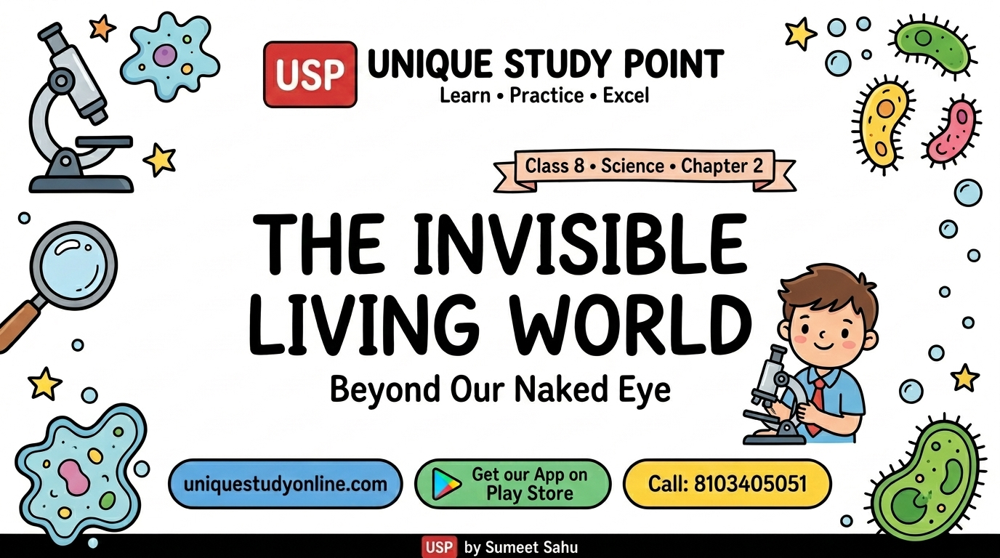 USP
UNIQUE STUDY POINT
Learn • Practice • Excel
Class 8 • Science • Chapter 2
THE INVISIBLE
LIVING WORLD
Beyond Our Naked Eye
uniquestudyonline.com
Get our App on
Play Store
Call: 8103405051
USP by Sumeet Sahu